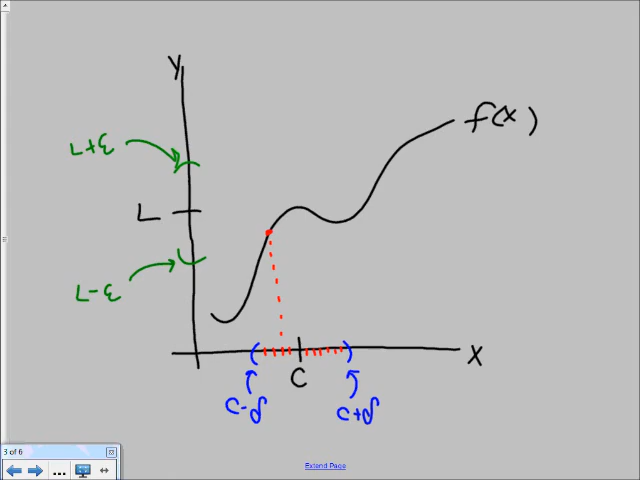 y
f(x)
L+ε
L
L-ε
x
c
c-δ
c+δ
3 of 6
...
Extend Page